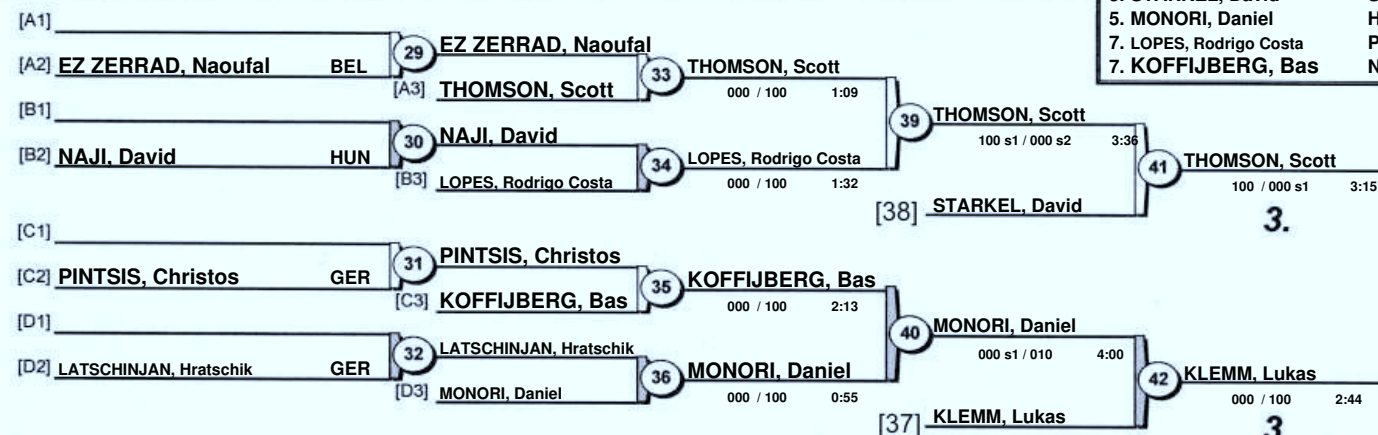 5. MONORI, Daniel H
7. LOPES, Rodrigo Costa P
7. KOFFIJBERG, Bas N
[A1]
[A2] EZ ZERRAD, Naoufal BEL
29 EZ ZERRAD, Naoufal
[A3] THOMSON, Scott
33 THOMSON, Scott
000 / 100 1:09
[B1]
[B2] NAJI, David HUN
30 NAJI, David
[B3] LOPES, Rodrigo Costa
34 LOPES, Rodrigo Costa
000 / 100 1:32
39 THOMSON, Scott
100 s1 / 000 s2 3:36
[38] STARKEL, David
41 THOMSON, Scott
100 / 000 s1 3:15
3.
[C1]
[C2] PINTSIS, Christos GER
31 PINTSIS, Christos
[C3] KOFFIJBERG, Bas
35 KOFFIJBERG, Bas
000 / 100 2:13
[D1]
[D2] LATSCHINJAN, Hratschik GER
32 LATSCHINJAN, Hratschik
[D3] MONORI, Daniel
36 MONORI, Daniel
000 / 100 0:55
40 MONORI, Daniel
000 s1 / 010 4:00
[37] KLEMM, Lukas
42 KLEMM, Lukas
000 / 100 2:44
3